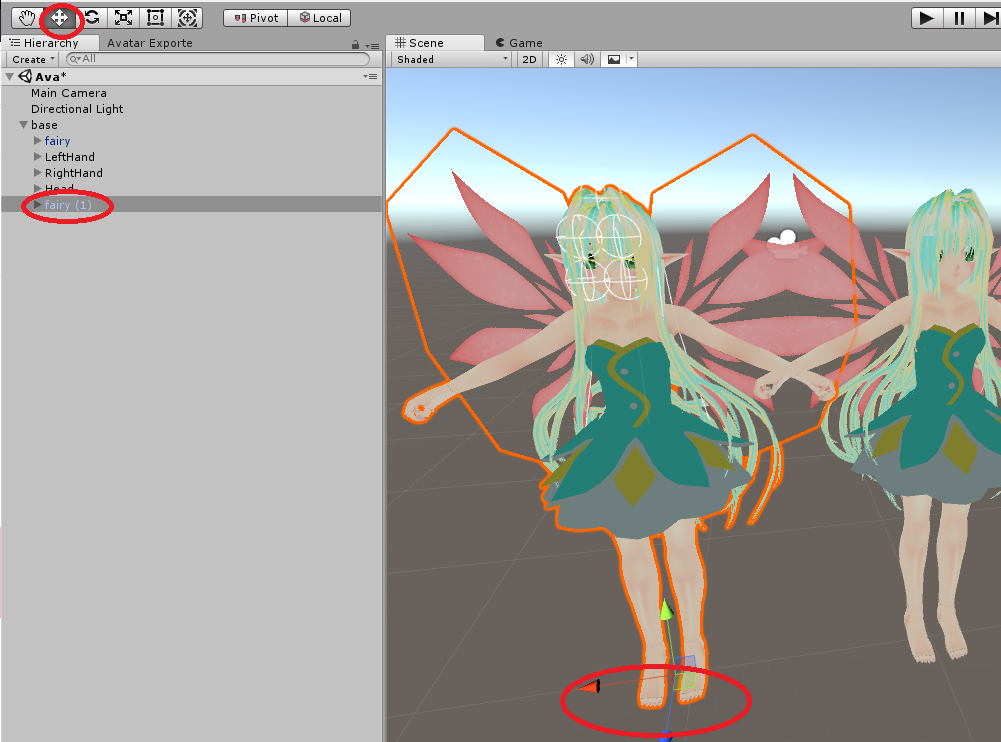 Pivot Local
Hierarchy Avatar Exporte
Scene Game
Create All
Shaded 2D
Ava*
Main Camera
Directional Light
base
fairy
LeftHand
RightHand
Head
fairy (1)